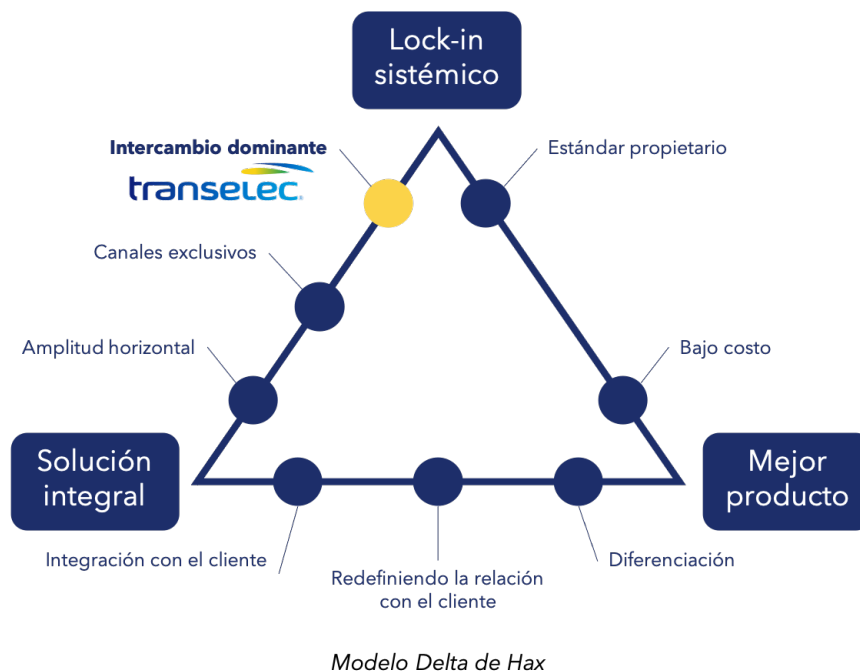 Lock-in
sistémico
Intercambio dominante
transelec
Estándar propietario
Canales exclusivos
Amplitud horizontal
Bajo costo
Solución
integral
Mejor
producto
Integración con el cliente
Redefiniendo la relación
con el cliente
Diferenciación
Modelo Delta de Hax